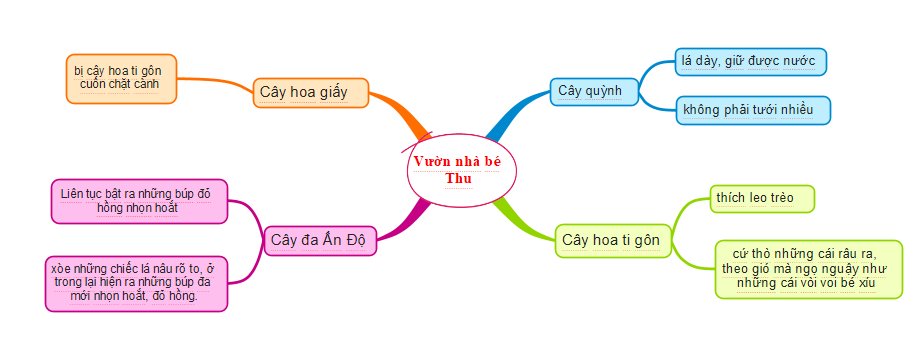 Vườn nhà bé
Thu
Cây quỳnh
lá dày, giữ được nước
không phải tưới nhiều
Cây hoa ti gôn
thích leo trèo
cứ thò những cái râu ra,
theo gió mà ngọ nguậy như
những cái vòi voi bé xíu
Cây hoa giấy
bị cây hoa ti gôn
cuốn chặt cành
Cây đa Ấn Độ
Liên tục bật ra những búp đỏ
hồng nhọn hoắt
xòe những chiếc lá nâu rõ to, ở
trong lại hiện ra những búp đa
mới nhọn hoắt, đỏ hồng.